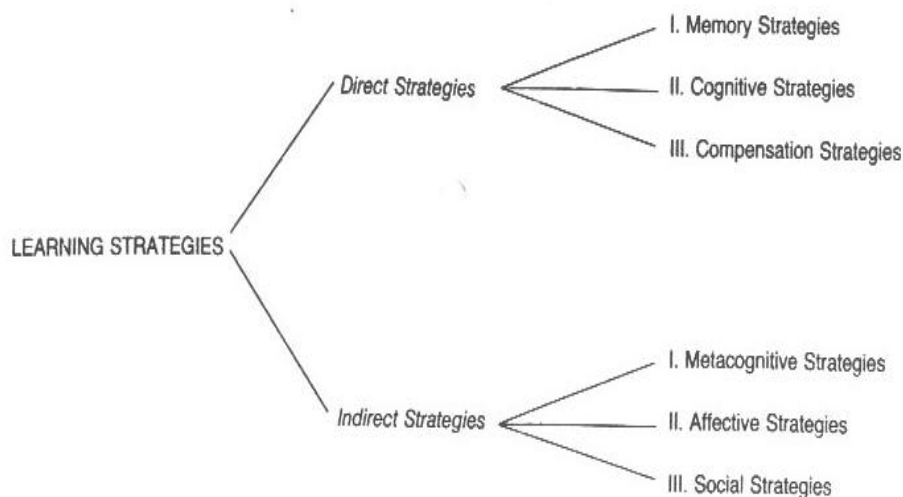 LEARNING STRATEGIES
Direct Strategies
I. Memory Strategies
II. Cognitive Strategies
III. Compensation Strategies
Indirect Strategies
I. Metacognitive Strategies
II. Affective Strategies
III. Social Strategies